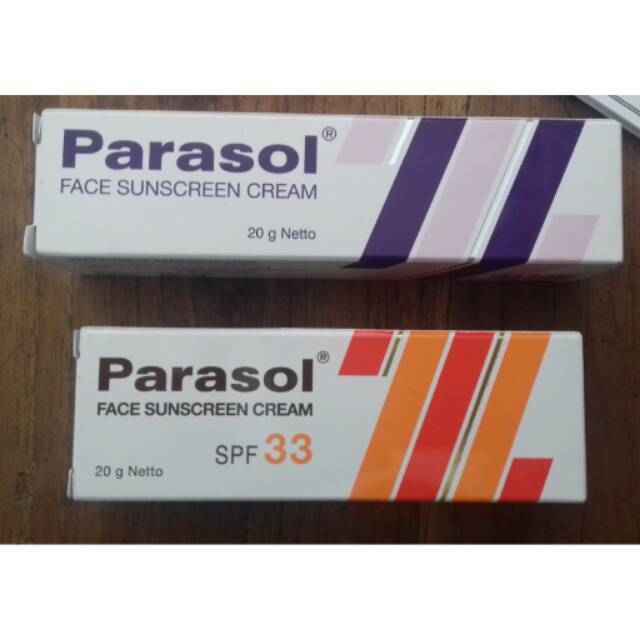 Parasol®
FACE SUNSCREEN CREAM
20 g Netto
Parasol®
FACE SUNSCREEN CREAM
SPF 33
20 g Netto